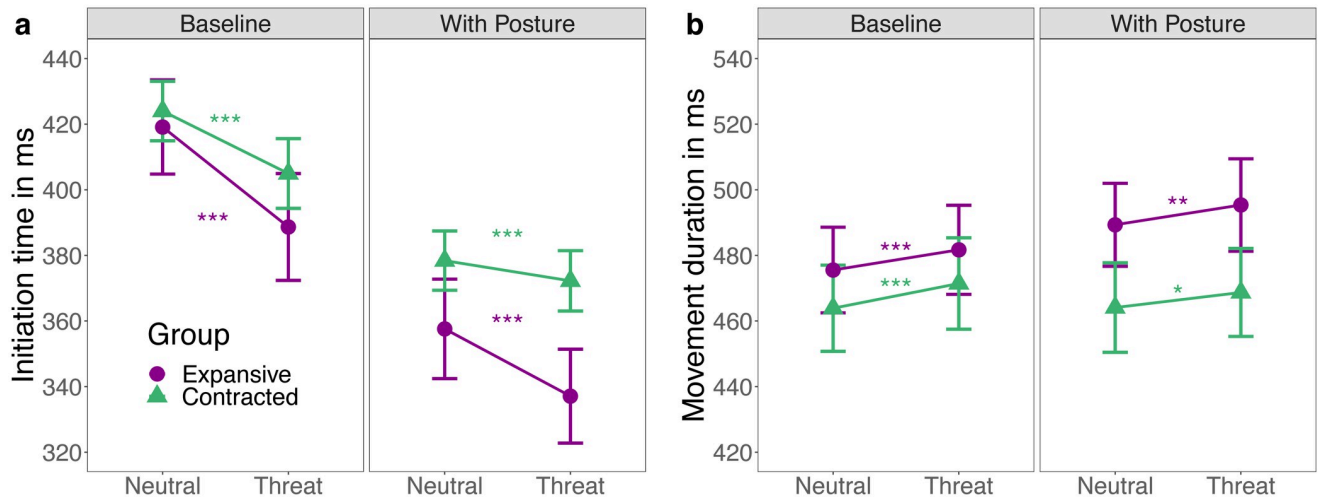 a
Baseline
With Posture
Initiation time in ms
440
420
400
380
360
340
320
***
***
***
***
Group
Expansive
Contracted
Neutral
Threat
Neutral
Threat
b
Baseline
With Posture
Movement duration in ms
540
520
500
480
460
440
420
***
***
**
*
Neutral
Threat
Neutral
Threat